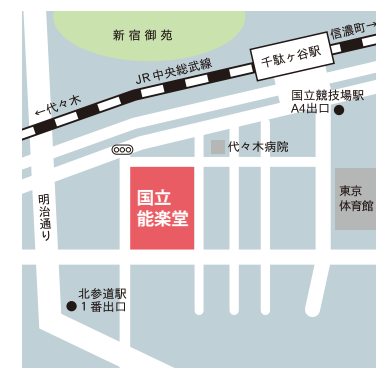 新宿御苑
信濃町→
千駄ヶ谷駅
JR中央総武線
←代々木
国立競技場駅
A4出口
代々木病院
国立
能楽堂
東京
体育館
明治通り
北参道駅
1番出口